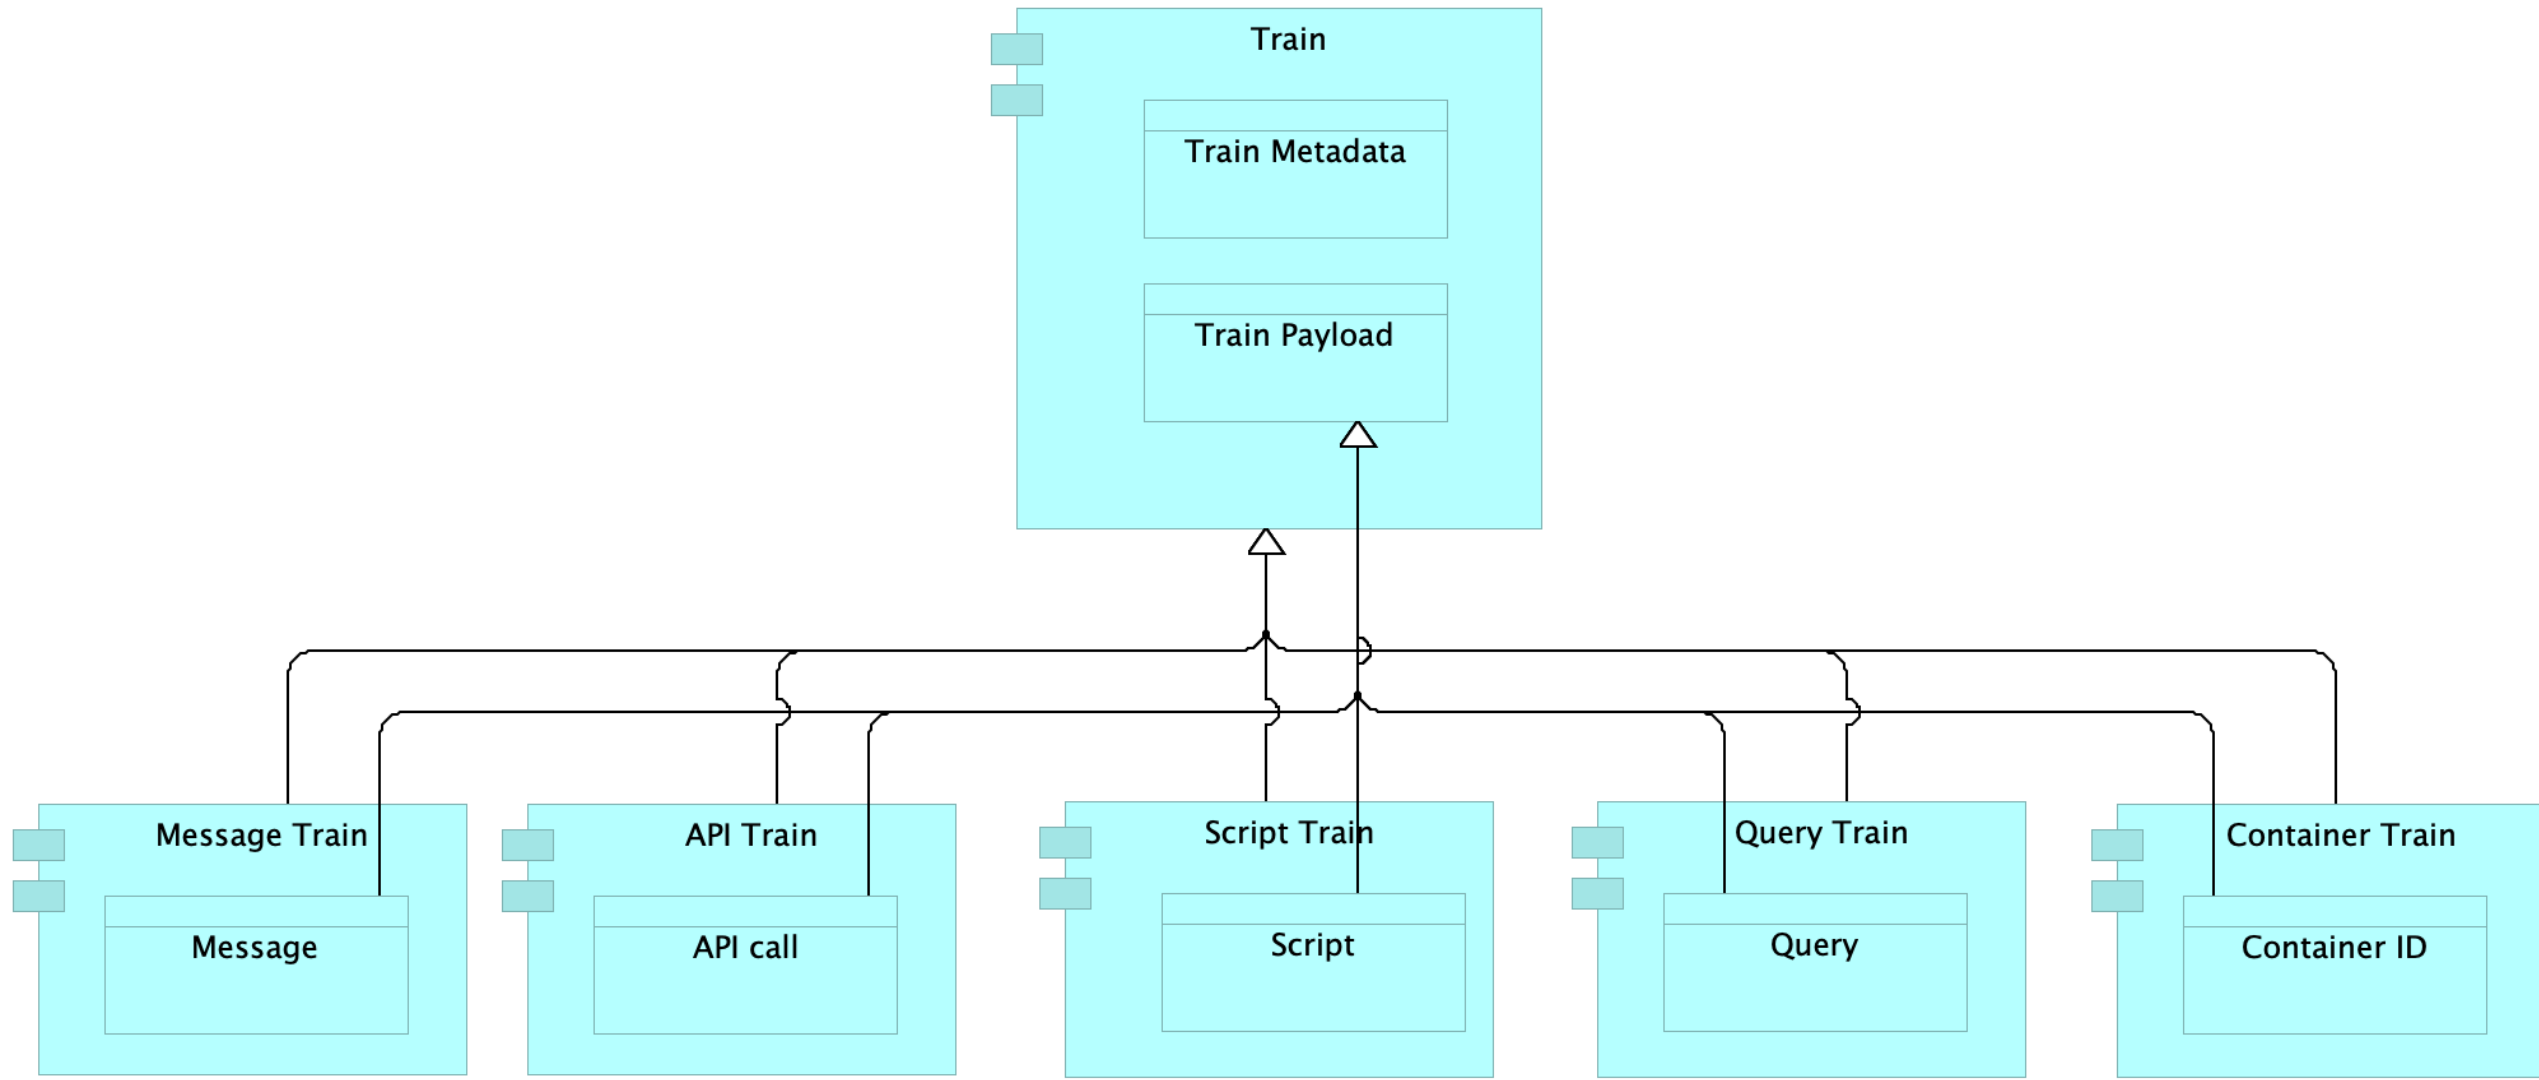 Train
Train Metadata
Train Payload
Message Train
API Train
Script Train
Query Train
Container Train
Message
API call
Script
Query
Container ID